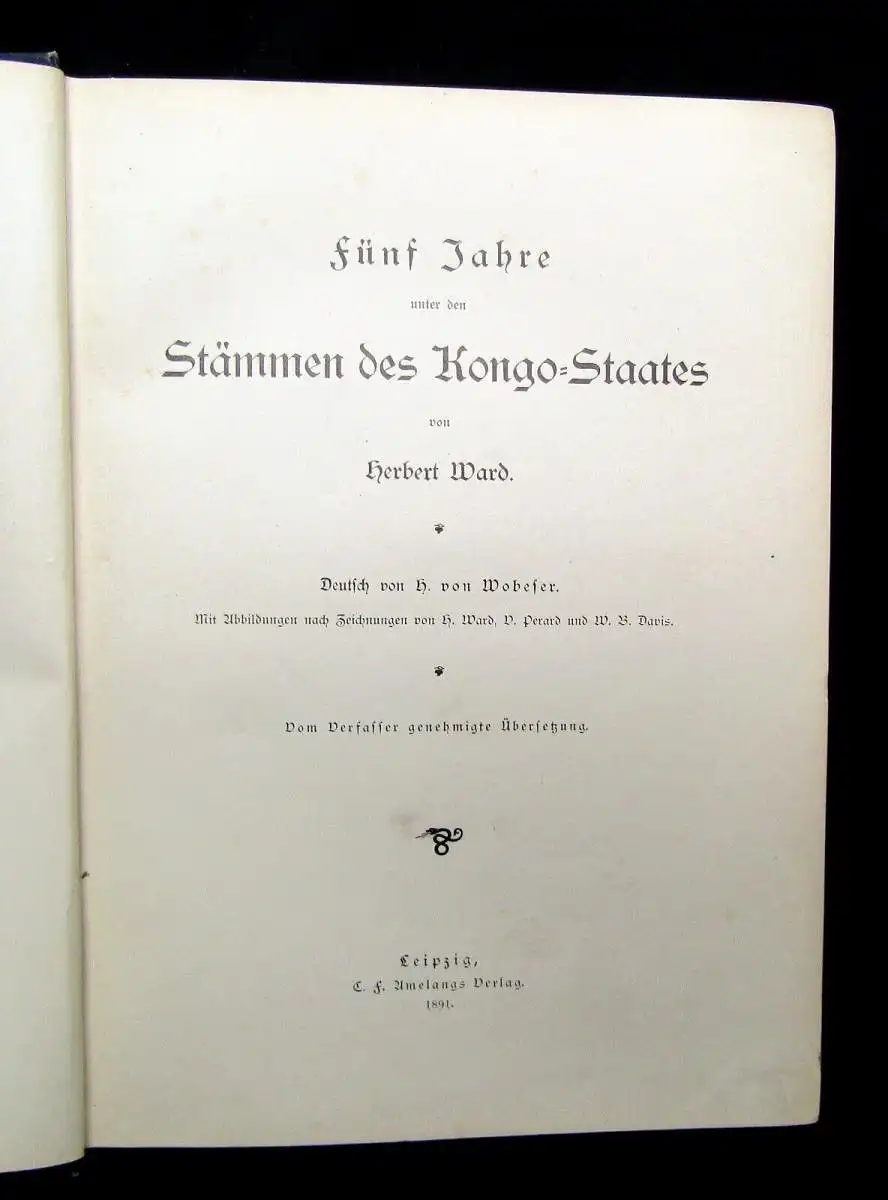 Fünf Jahre
unter den
Stämmen des Kongo-Staates
von
Herbert Ward.
Deutsch von H. von Wobeser.
Mit Abbildungen nach Zeichnungen von H. Ward, V. Perard und W. B. Davis.
Vom Verfasser genehmigte Übersetzung.
Leipzig,
C. F. Amelangs Verlag.
1891.